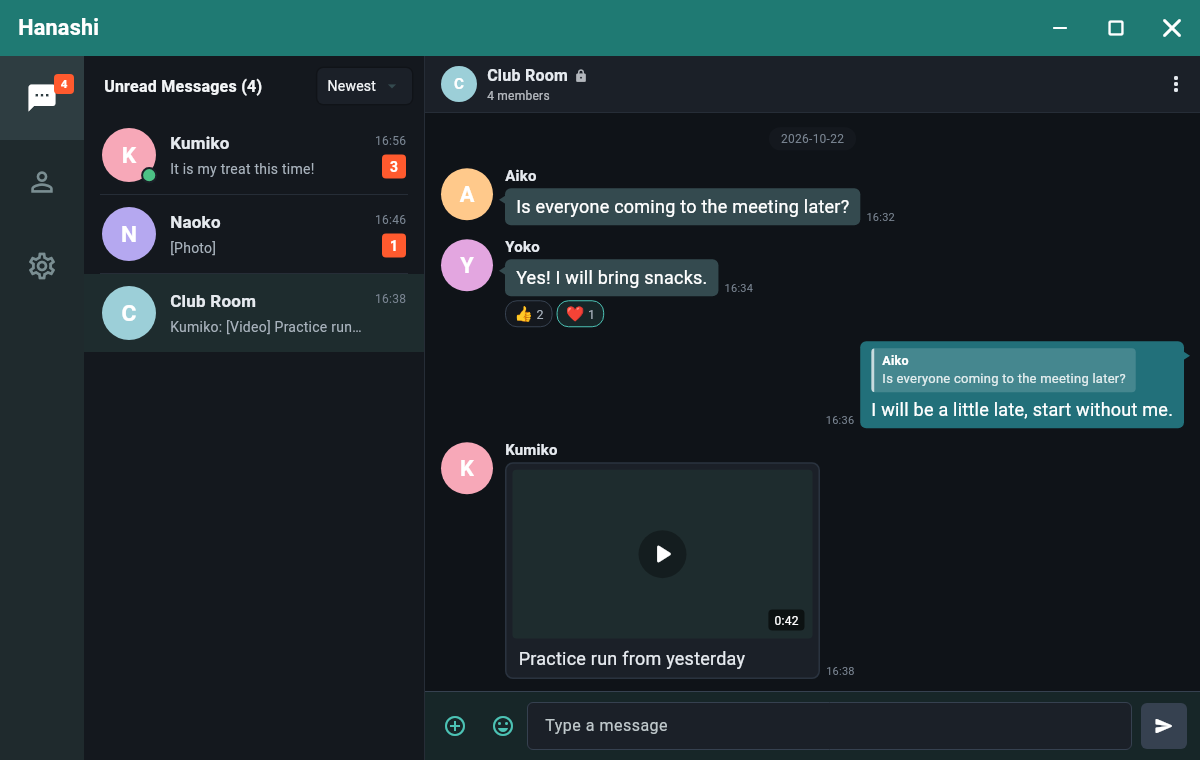 Hanashi
4
Unread Messages (4)
Newest
K
Kumiko
16:56
It is my treat this time!
3
N
Naoko
16:46
[Photo]
1
C
Club Room
16:38
Kumiko: [Video] Practice run…
C
Club Room
4 members
2026-10-22
A
Aiko
Is everyone coming to the meeting later?
16:32
Y
Yoko
Yes! I will bring snacks.
16:34
👍 2
❤️ 1
Aiko
Is everyone coming to the meeting later?
I will be a little late, start without me.
16:36
K
Kumiko
0:42
Practice run from yesterday
16:38
Type a message